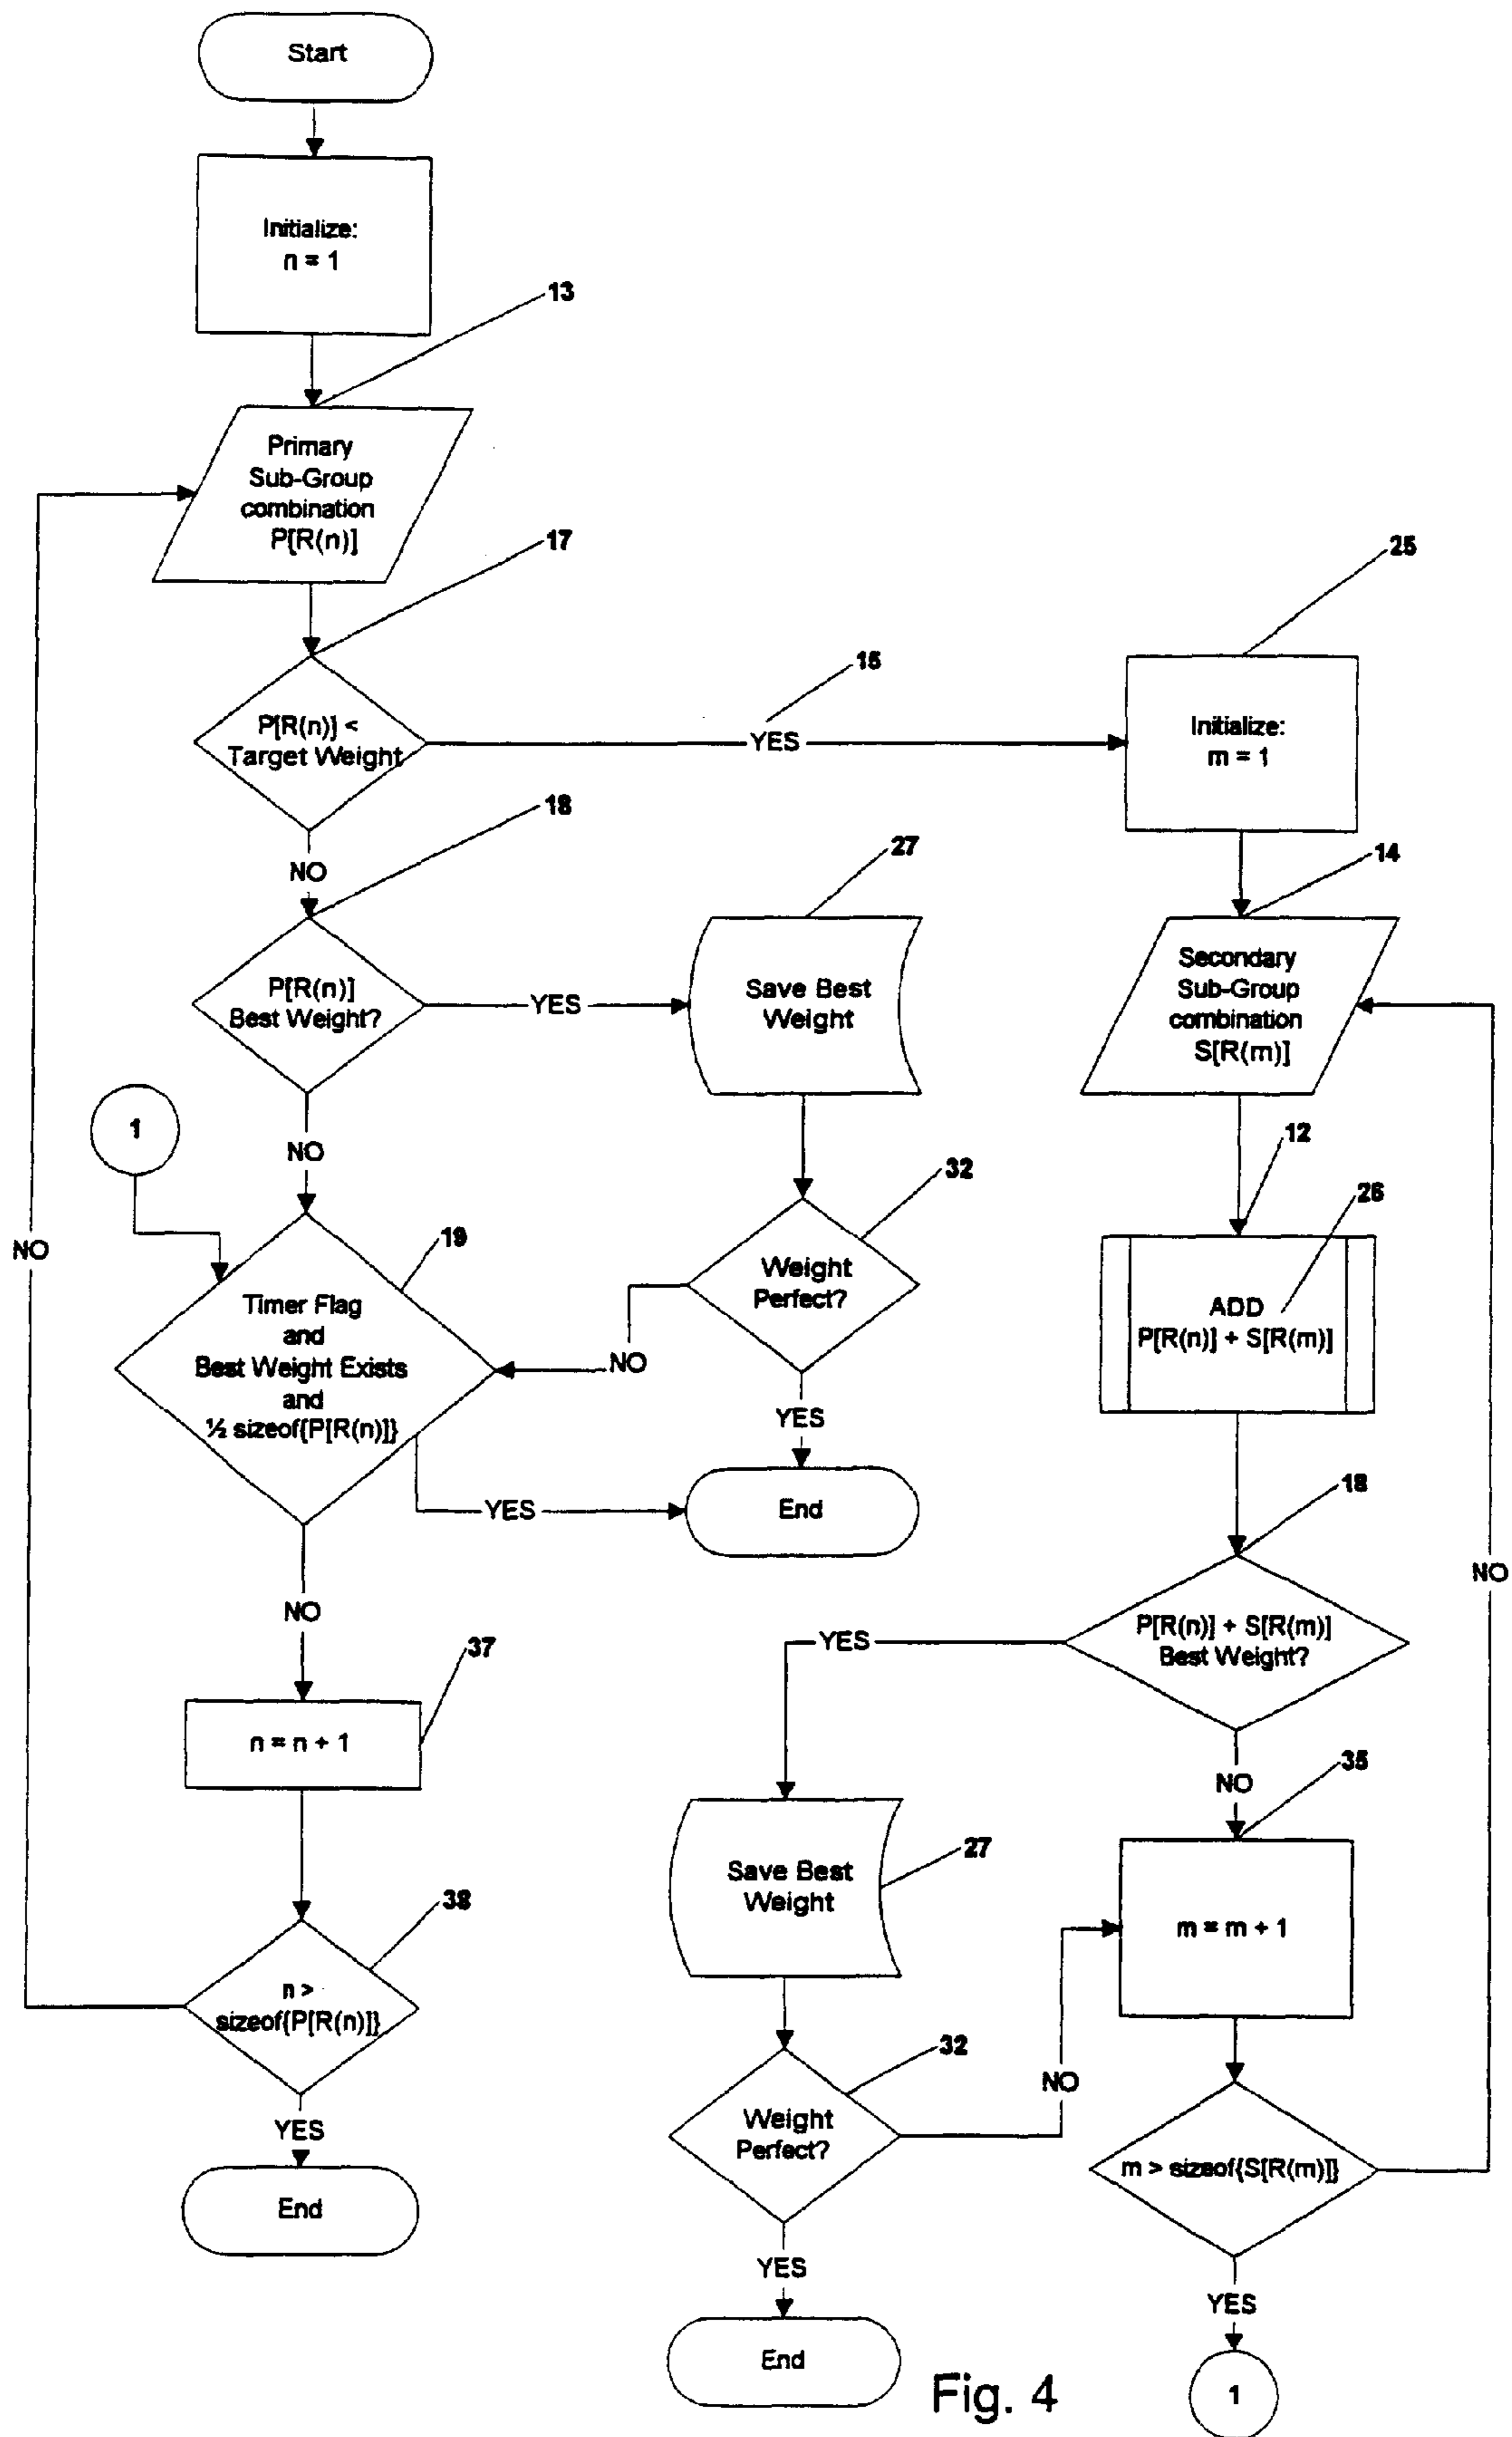 Start
Initialize:
n = 1
13
Primary
Sub-Group
combination
P[R(n)]
17
P[R(n)] <
Target Weight
15
YES
25
Initialize:
m = 1
NO
18
P[R(n)]
Best Weight?
YES
27
Save Best
Weight
14
Secondary
Sub-Group
combination
S[R(m)]
NO
1
12
26
ADD
P[R(n)] + S[R(m)]
32
Weight
Perfect?
NO
YES
End
19
Timer Flag
and
Best Weight Exists
and
½ sizeof{P[R(n)]}
YES
NO
NO
37
n = n + 1
38
n >
sizeof{P[R(n)]}
YES
End
18
P[R(n)] + S[R(m)]
Best Weight?
YES
NO
NO
27
Save Best
Weight
35
m = m + 1
32
Weight
Perfect?
NO
YES
End
m > sizeof{S[R(m)]}
YES
1
Fig. 4